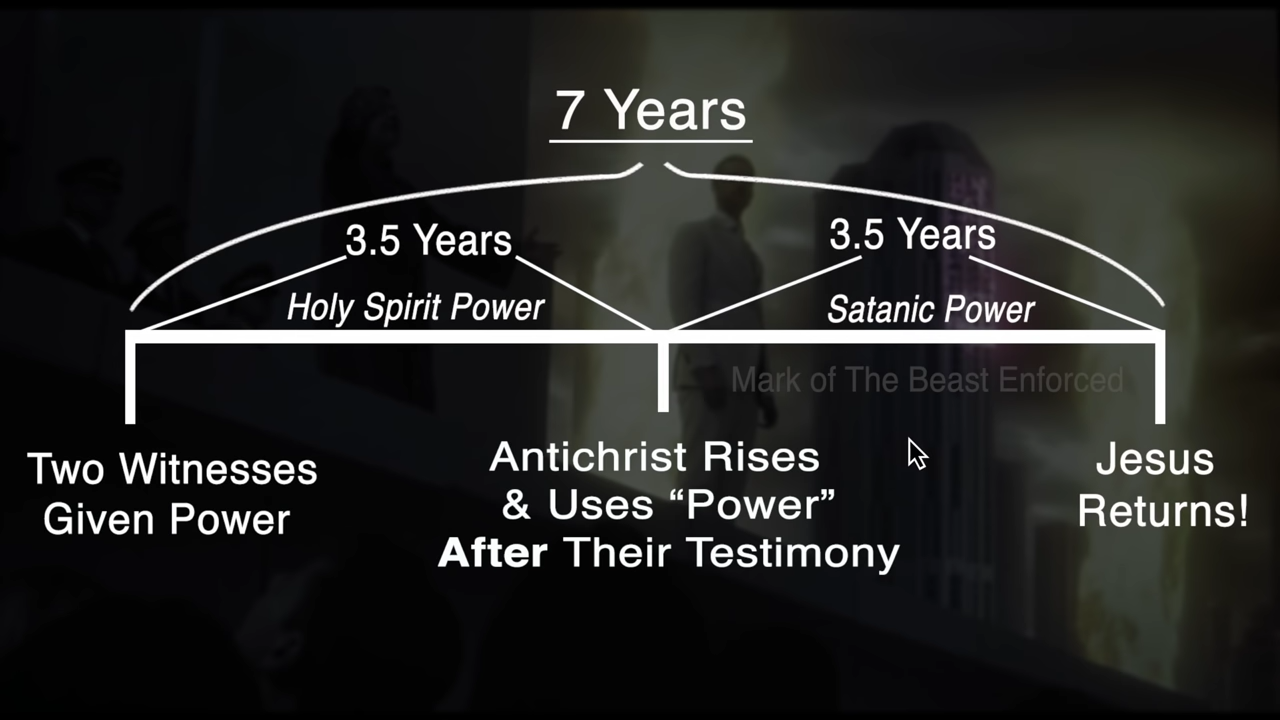 7 Years
3.5 Years
3.5 Years
Holy Spirit Power
Satanic Power
Mark of The Beast Enforced
Two Witnesses
Given Power
Antichrist Rises
& Uses “Power”
After Their Testimony
Jesus
Returns!